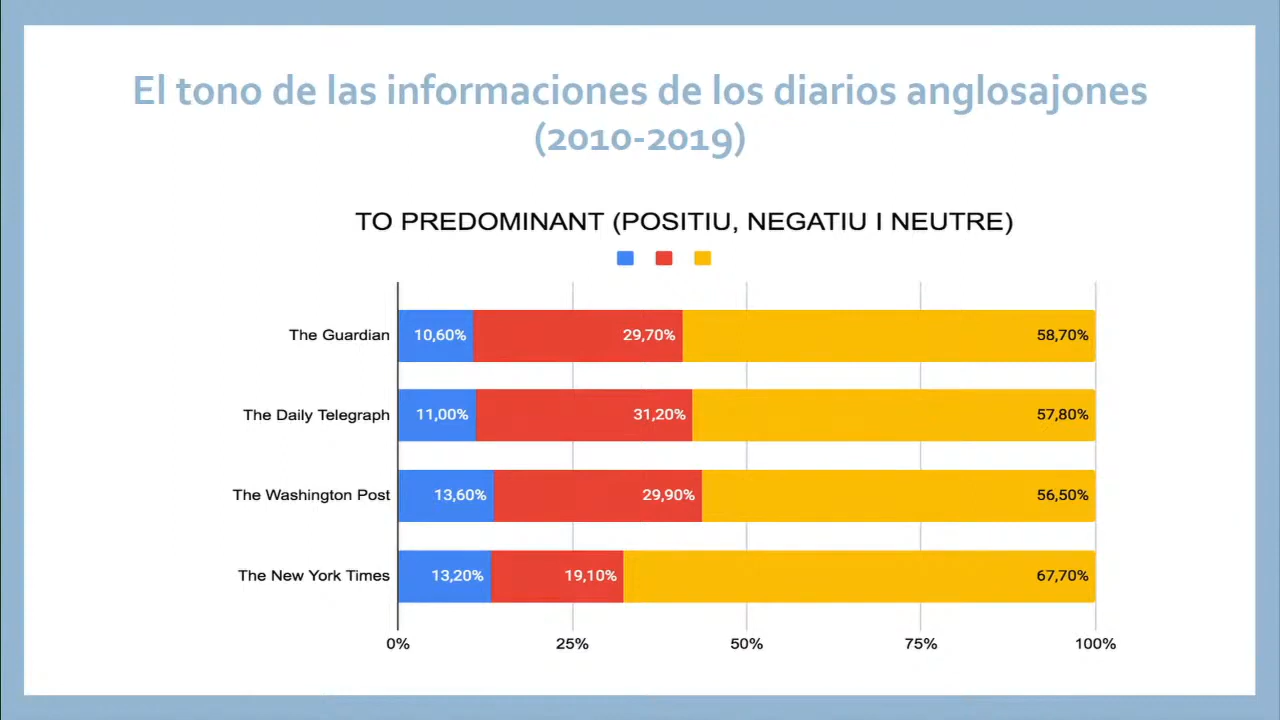 El tono de las informaciones de los diarios anglosajones
(2010-2019)
TO PREDOMINANT (POSITIU, NEGATIU I NEUTRE)
The Guardian 10,60% 29,70% 58,70%
The Daily Telegraph 11,00% 31,20% 57,80%
The Washington Post 13,60% 29,90% 56,50%
The New York Times 13,20% 19,10% 67,70%
0% 25% 50% 75% 100%